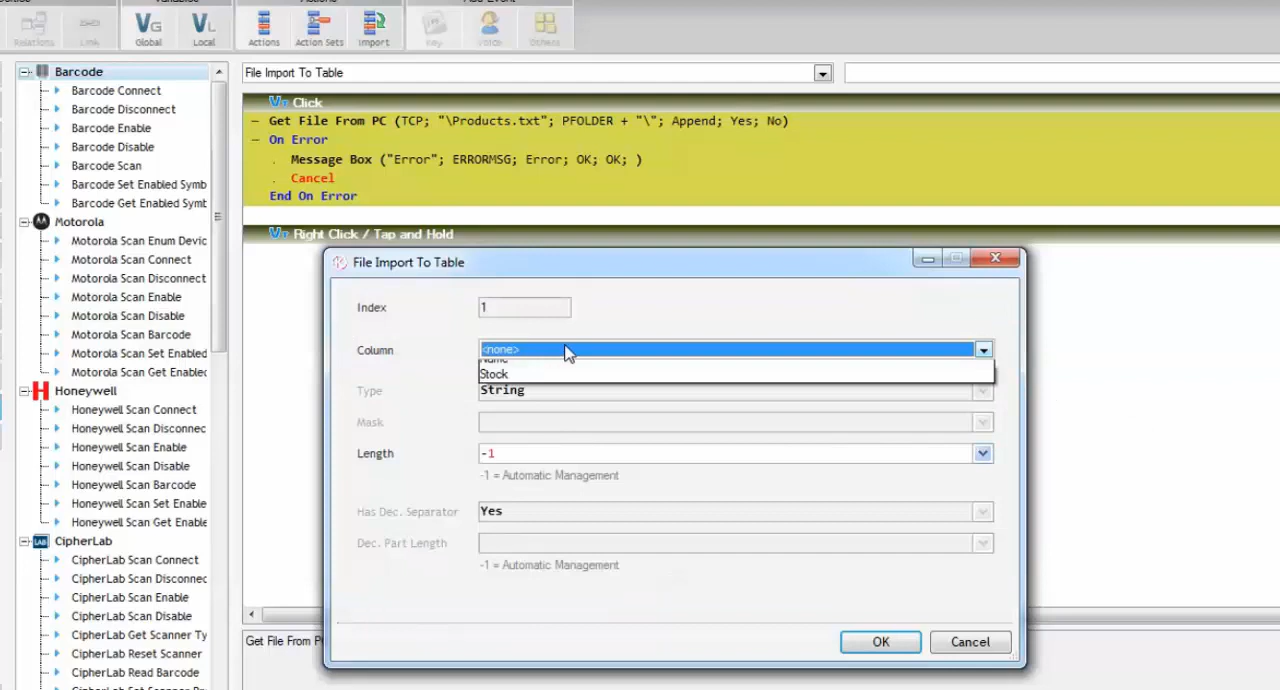 Relations
Link
Global
Local
Actions
Action Sets
Import
Key
Voice
Others
Barcode
Barcode Connect
Barcode Disconnect
Barcode Enable
Barcode Disable
Barcode Scan
Barcode Set Enabled Symb
Barcode Get Enabled Symb
Motorola
Motorola Scan Enum Devic
Motorola Scan Connect
Motorola Scan Disconnect
Motorola Scan Enable
Motorola Scan Disable
Motorola Scan Barcode
Motorola Scan Set Enabled
Motorola Scan Get Enabled
Honeywell
Honeywell Scan Connect
Honeywell Scan Disconnec
Honeywell Scan Enable
Honeywell Scan Disable
Honeywell Scan Barcode
Honeywell Scan Set Enable
Honeywell Scan Get Enable
CipherLab
CipherLab Scan Connect
CipherLab Scan Disconnec
CipherLab Scan Enable
CipherLab Scan Disable
CipherLab Get Scanner Ty
CipherLab Reset Scanner
CipherLab Read Barcode
File Import To Table
Click
Get File From PC (TCP; "\Products.txt"; PFOLDER + "\"; Append; Yes; No)
On Error
Message Box ("Error"; ERRORMSG; Error; OK; OK; )
Cancel
End On Error
Right Click / Tap and Hold
File Import To Table
Index
1
Column
<none>
Name
Stock
Type
String
Mask
Length
-1
-1 = Automatic Management
Has Dec. Separator
Yes
Dec. Part Length
-1 = Automatic Management
OK
Cancel
Get File From P